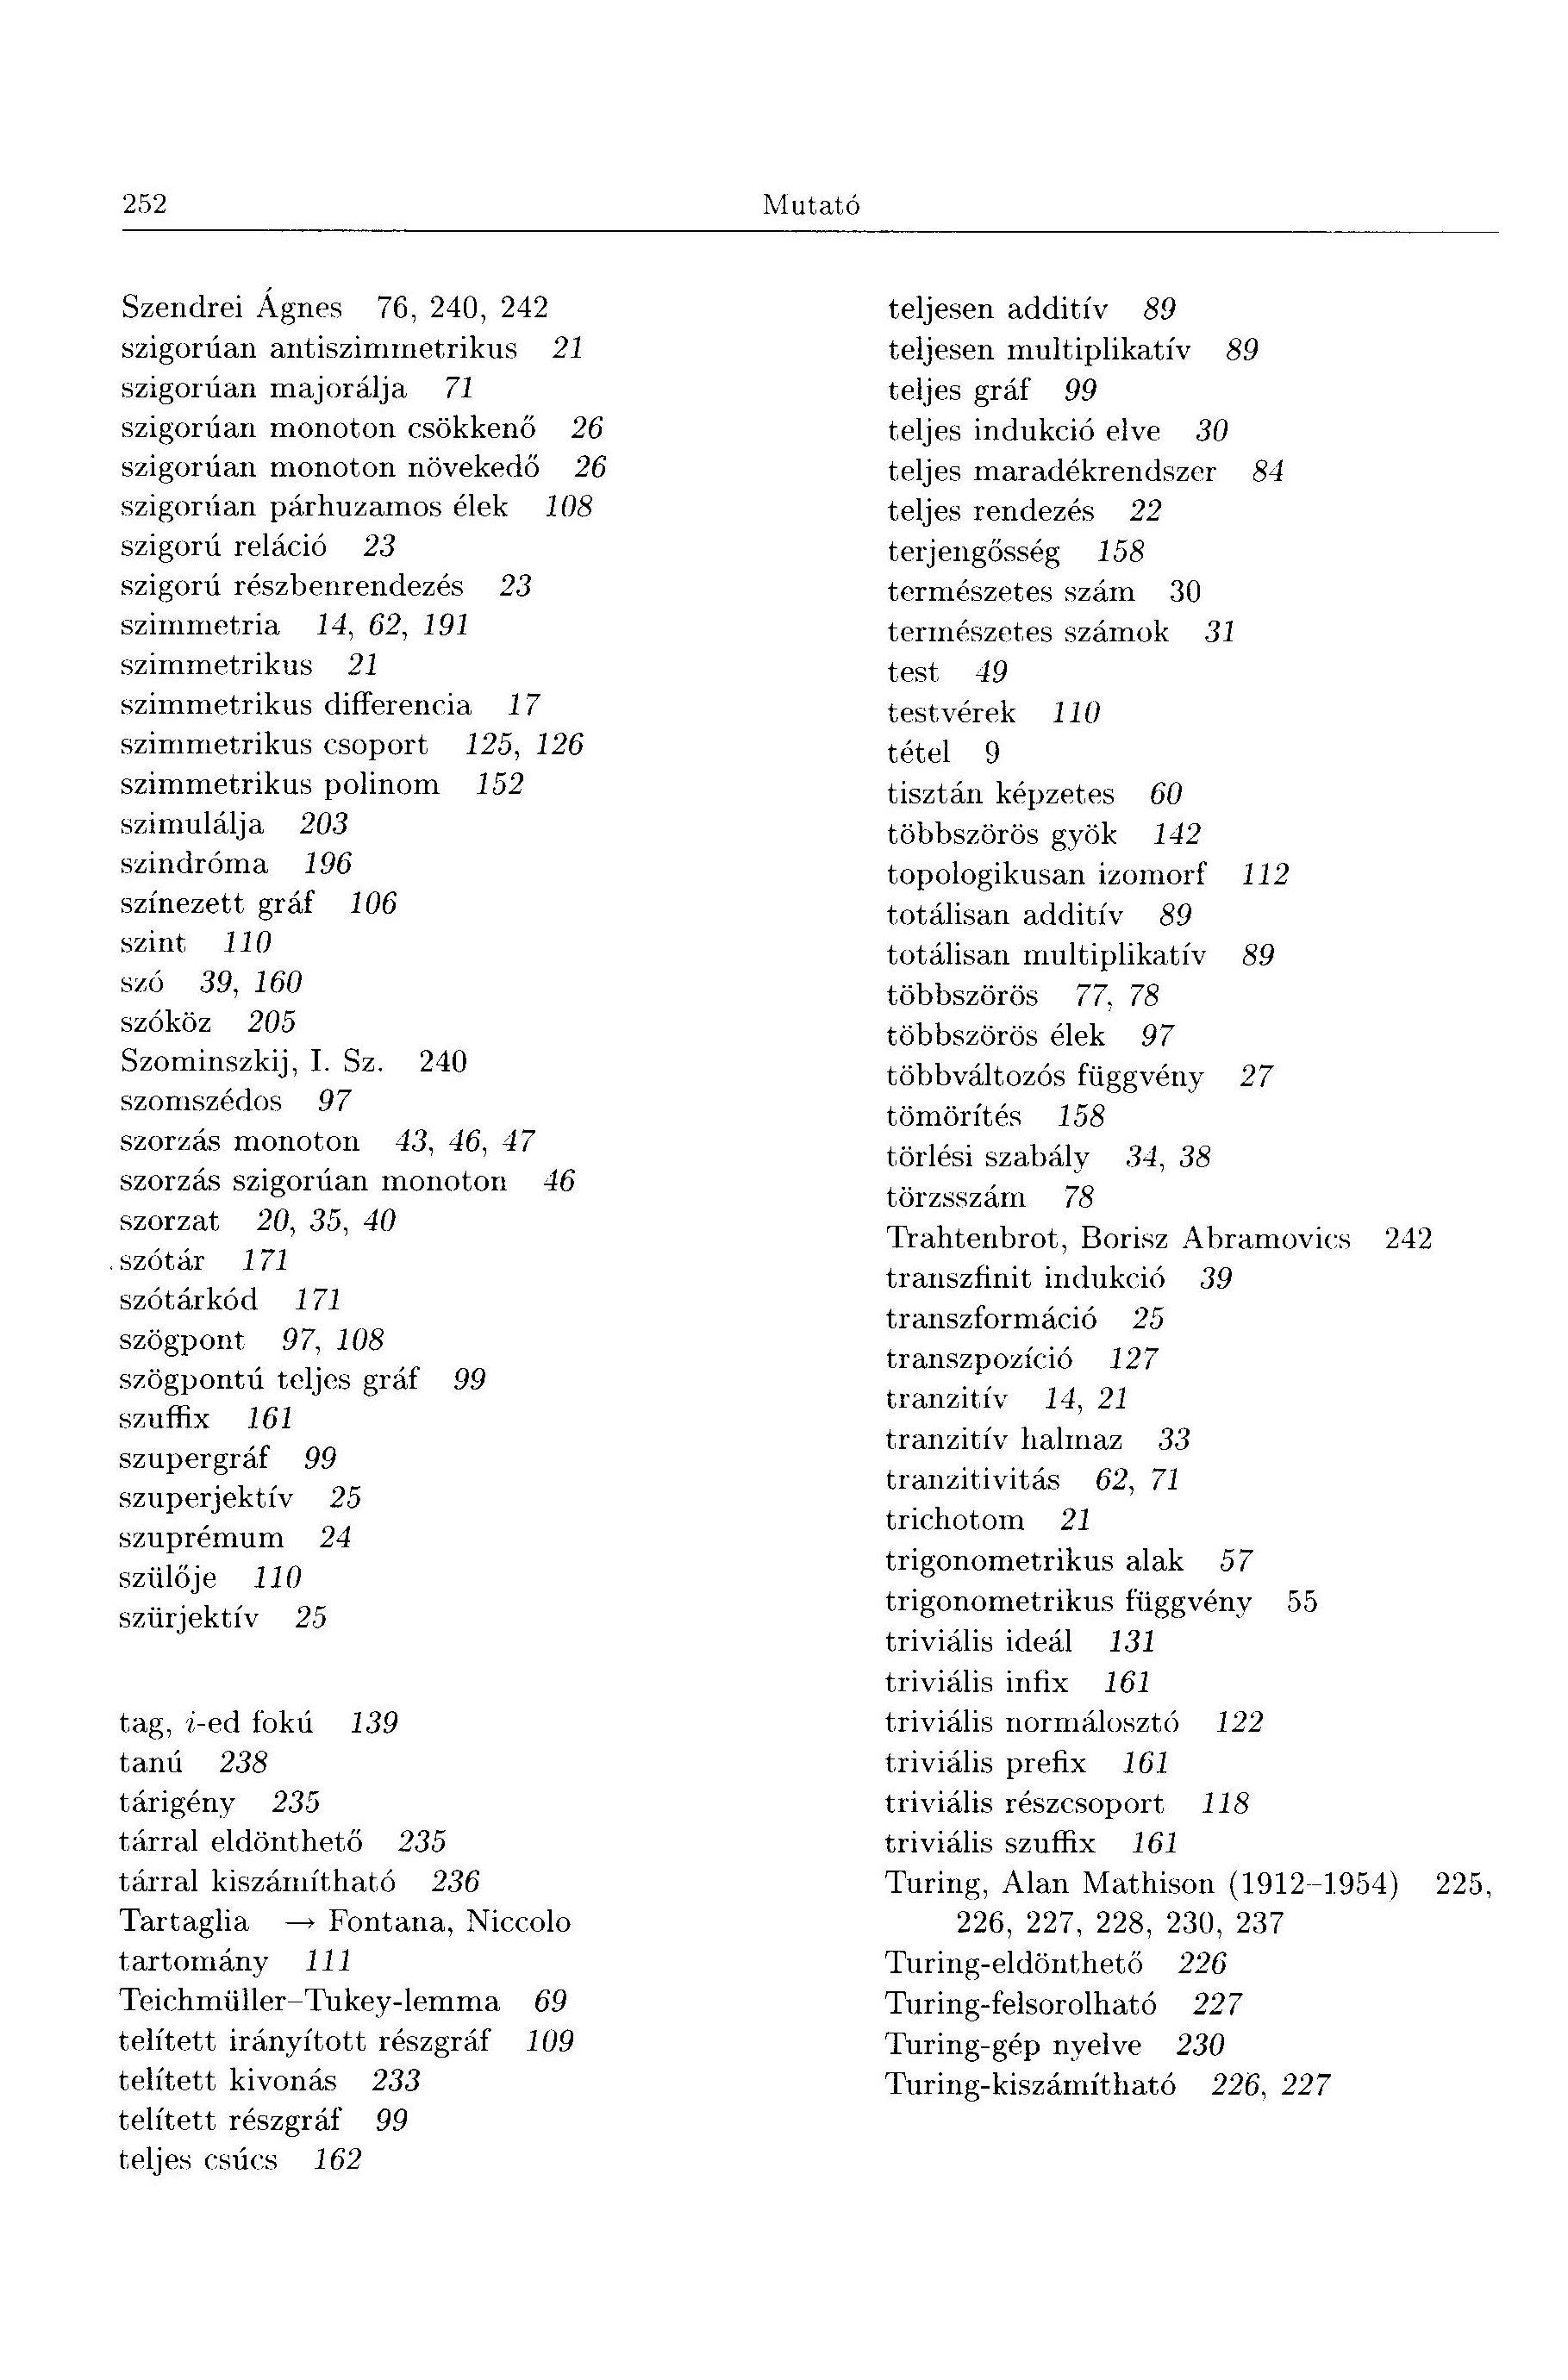 252 Mutató
Szendrei Ágnes 76, 240, 242
szigorúan antiszimmetrikus 21
szigorúan majorálja 71
szigorúan monoton csökkenő 26
szigorúan monoton növekedő 26
szigorúan párhuzamos élek 108
szigorú reláció 23
szigorú részbenrendezés 23
szimmetria 14, 62, 191
szimmetrikus 21
szimmetrikus differencia 17
szimmetrikus csoport 125, 126
szimmetrikus polinom 152
szimulálja 203
szindróma 196
színezett gráf 106
szint 110
szó 39, 160
szóköz 205
Szominszkij, I. Sz. 240
szomszédos 97
szorzás monoton 43, 46, 47
szorzás szigorúan monoton 46
szorzat 20, 35, 40
szótár 171
szótárkód 171
szögpont 97, 108
szögpontú teljes gráf 99
szuffix 161
szupergráf 99
szuperjektív 25
szuprémum 24
szülője 110
szürjektív 25
tag, i-ed fokú 139
tanú 238
tárigény 235
tárral eldönthető 235
tárral kiszámítható 236
Tartaglia → Fontana, Niccolo
tartomány 111
Teichmüller–Tukey-lemma 69
telített irányított részgráf 109
telített kivonás 233
telített részgráf 99
teljes csúcs 162
teljesen additív 89
teljesen multiplikatív 89
teljes gráf 99
teljes indukció elve 30
teljes maradékrendszer 84
teljes rendezés 22
terjengősség 158
természetes szám 30
természetes számok 31
test 49
testvérek 110
tétel 9
tisztán képzetes 60
többszörös gyök 142
topologikusan izomorf 112
totálisan additív 89
totálisan multiplikatív 89
többszörös 77, 78
többszörös élek 97
többváltozós függvény 27
tömörítés 158
törlési szabály 34, 38
törzsszám 78
Trahtenbrot, Borisz Abramovics 242
transzfinit indukció 39
transzformáció 25
transzpozíció 127
tranzitív 14, 21
tranzitív halmaz 33
tranzitivitás 62, 71
trichotom 21
trigonometrikus alak 57
trigonometrikus függvény 55
triviális ideál 131
triviális infix 161
triviális normálosztó 122
triviális prefix 161
triviális részcsoport 118
triviális szuffix 161
Turing, Alan Mathison (1912–1954) 225,
226, 227, 228, 230, 237
Turing-eldönthető 226
Turing-felsorolható 227
Turing-gép nyelve 230
Turing-kiszámítható 226, 227